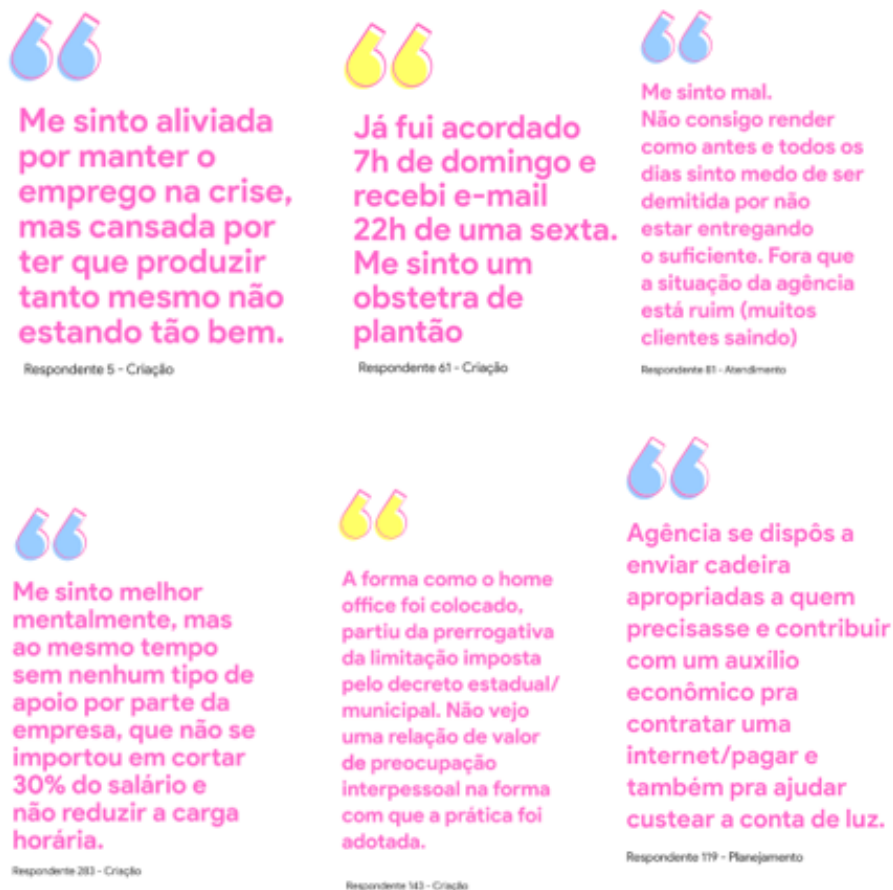 Me sinto aliviada
por manter o
emprego na crise,
mas cansada por
ter que produzir
tanto mesmo não
estando tão bem.
Respondente 5 - Criação
Já fui acordado
7h de domingo e
recebi e-mail
22h de uma sexta.
Me sinto um
obstetra de
plantão
Respondente 61 - Criação
Me sinto mal.
Não consigo render
como antes e todos os
dias sinto medo de ser
demitida por não
estar entregando
o suficiente. Fora que
a situação da agência
está ruim (muitos
clientes saindo)
Respondente 81 - Atendimento
Me sinto melhor
mentalmente, mas
ao mesmo tempo
sem nenhum tipo de
apoio por parte da
empresa, que não se
importou em cortar
30% do salário e
não reduzir a carga
horária.
Respondente 283 - Criação
A forma como o home
office foi colocado,
partiu da prerrogativa
da limitação imposta
pelo decreto estadual/
municipal. Não vejo
uma relação de valor
de preocupação
interpessoal na forma
com que a prática foi
adotada.
Respondente 143 - Criação
Agência se dispôs a
enviar cadeira
apropriadas a quem
precisasse e contribuir
com um auxílio
econômico pra
contratar uma
internet/pagar e
também pra ajudar
custear a conta de luz.
Respondente 119 - Planejamento